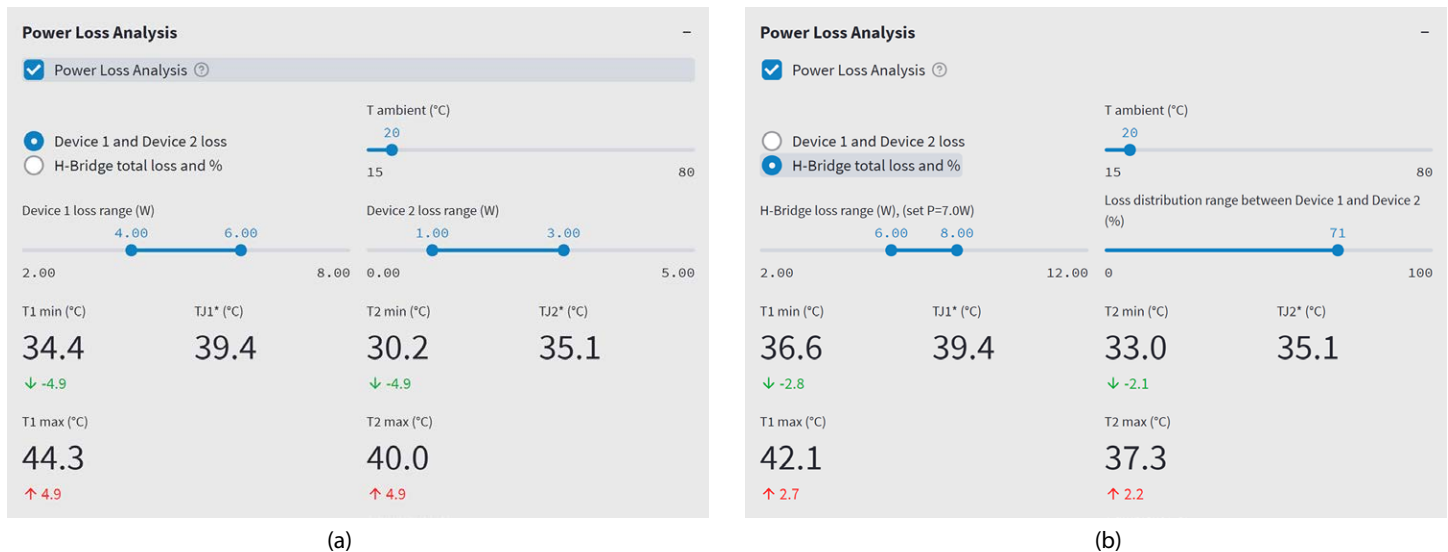 Power Loss Analysis
–
Power Loss Analysis ?
T ambient (°C)
20
Device 1 and Device 2 loss
H-Bridge total loss and %
15 80
Device 1 loss range (W) Device 2 loss range (W)
4.00 6.00 1.00 3.00
2.00 8.00 0.00 5.00
T1 min (°C) TJ1* (°C) T2 min (°C) TJ2* (°C)
34.4 39.4 30.2 35.1
↓ -4.9 ↓ -4.9
T1 max (°C) T2 max (°C)
44.3 40.0
↑ 4.9 ↑ 4.9
(a)
Power Loss Analysis
–
Power Loss Analysis ?
T ambient (°C)
20
Device 1 and Device 2 loss
H-Bridge total loss and %
15 80
H-Bridge loss range (W), (set P=7.0W)
Loss distribution range between Device 1 and Device 2
(%)
6.00 8.00 71
2.00 12.00 0 100
T1 min (°C) TJ1* (°C) T2 min (°C) TJ2* (°C)
36.6 39.4 33.0 35.1
↓ -2.8 ↓ -2.1
T1 max (°C) T2 max (°C)
42.1 37.3
↑ 2.7 ↑ 2.2
(b)